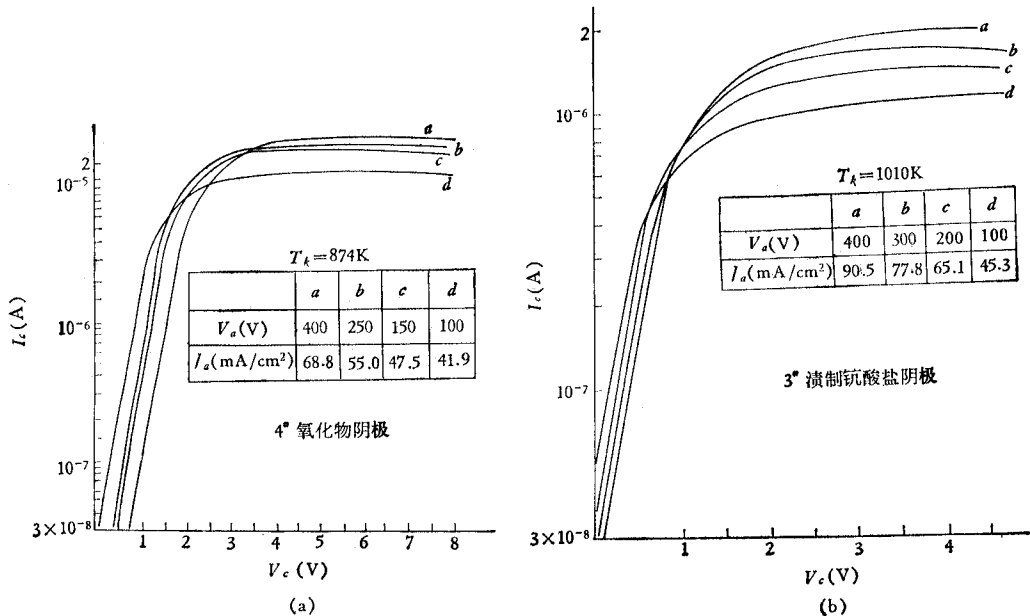 I_c(A)
2
10⁻⁵
10⁻⁶
10⁻⁷
3×10⁻⁸
1 2 3 4 5 6 7 8
V_c(V)
(a)
a
b
c
d
T_k=874K
a b c d
V_a(V) 400 250 150 100
J_a(mA/cm²) 68.8 55.0 47.5 41.9
4# 氧化物阴极
I_c(A)
2
10⁻⁶
10⁻⁷
3×10⁻⁸
1 2 3 4
V_c(V)
(b)
a
b
c
d
T_k=1010K
a b c d
V_a(V) 400 300 200 100
J_a(mA/cm²) 90.5 77.8 65.1 45.3
3# 渍制钪酸盐阴极